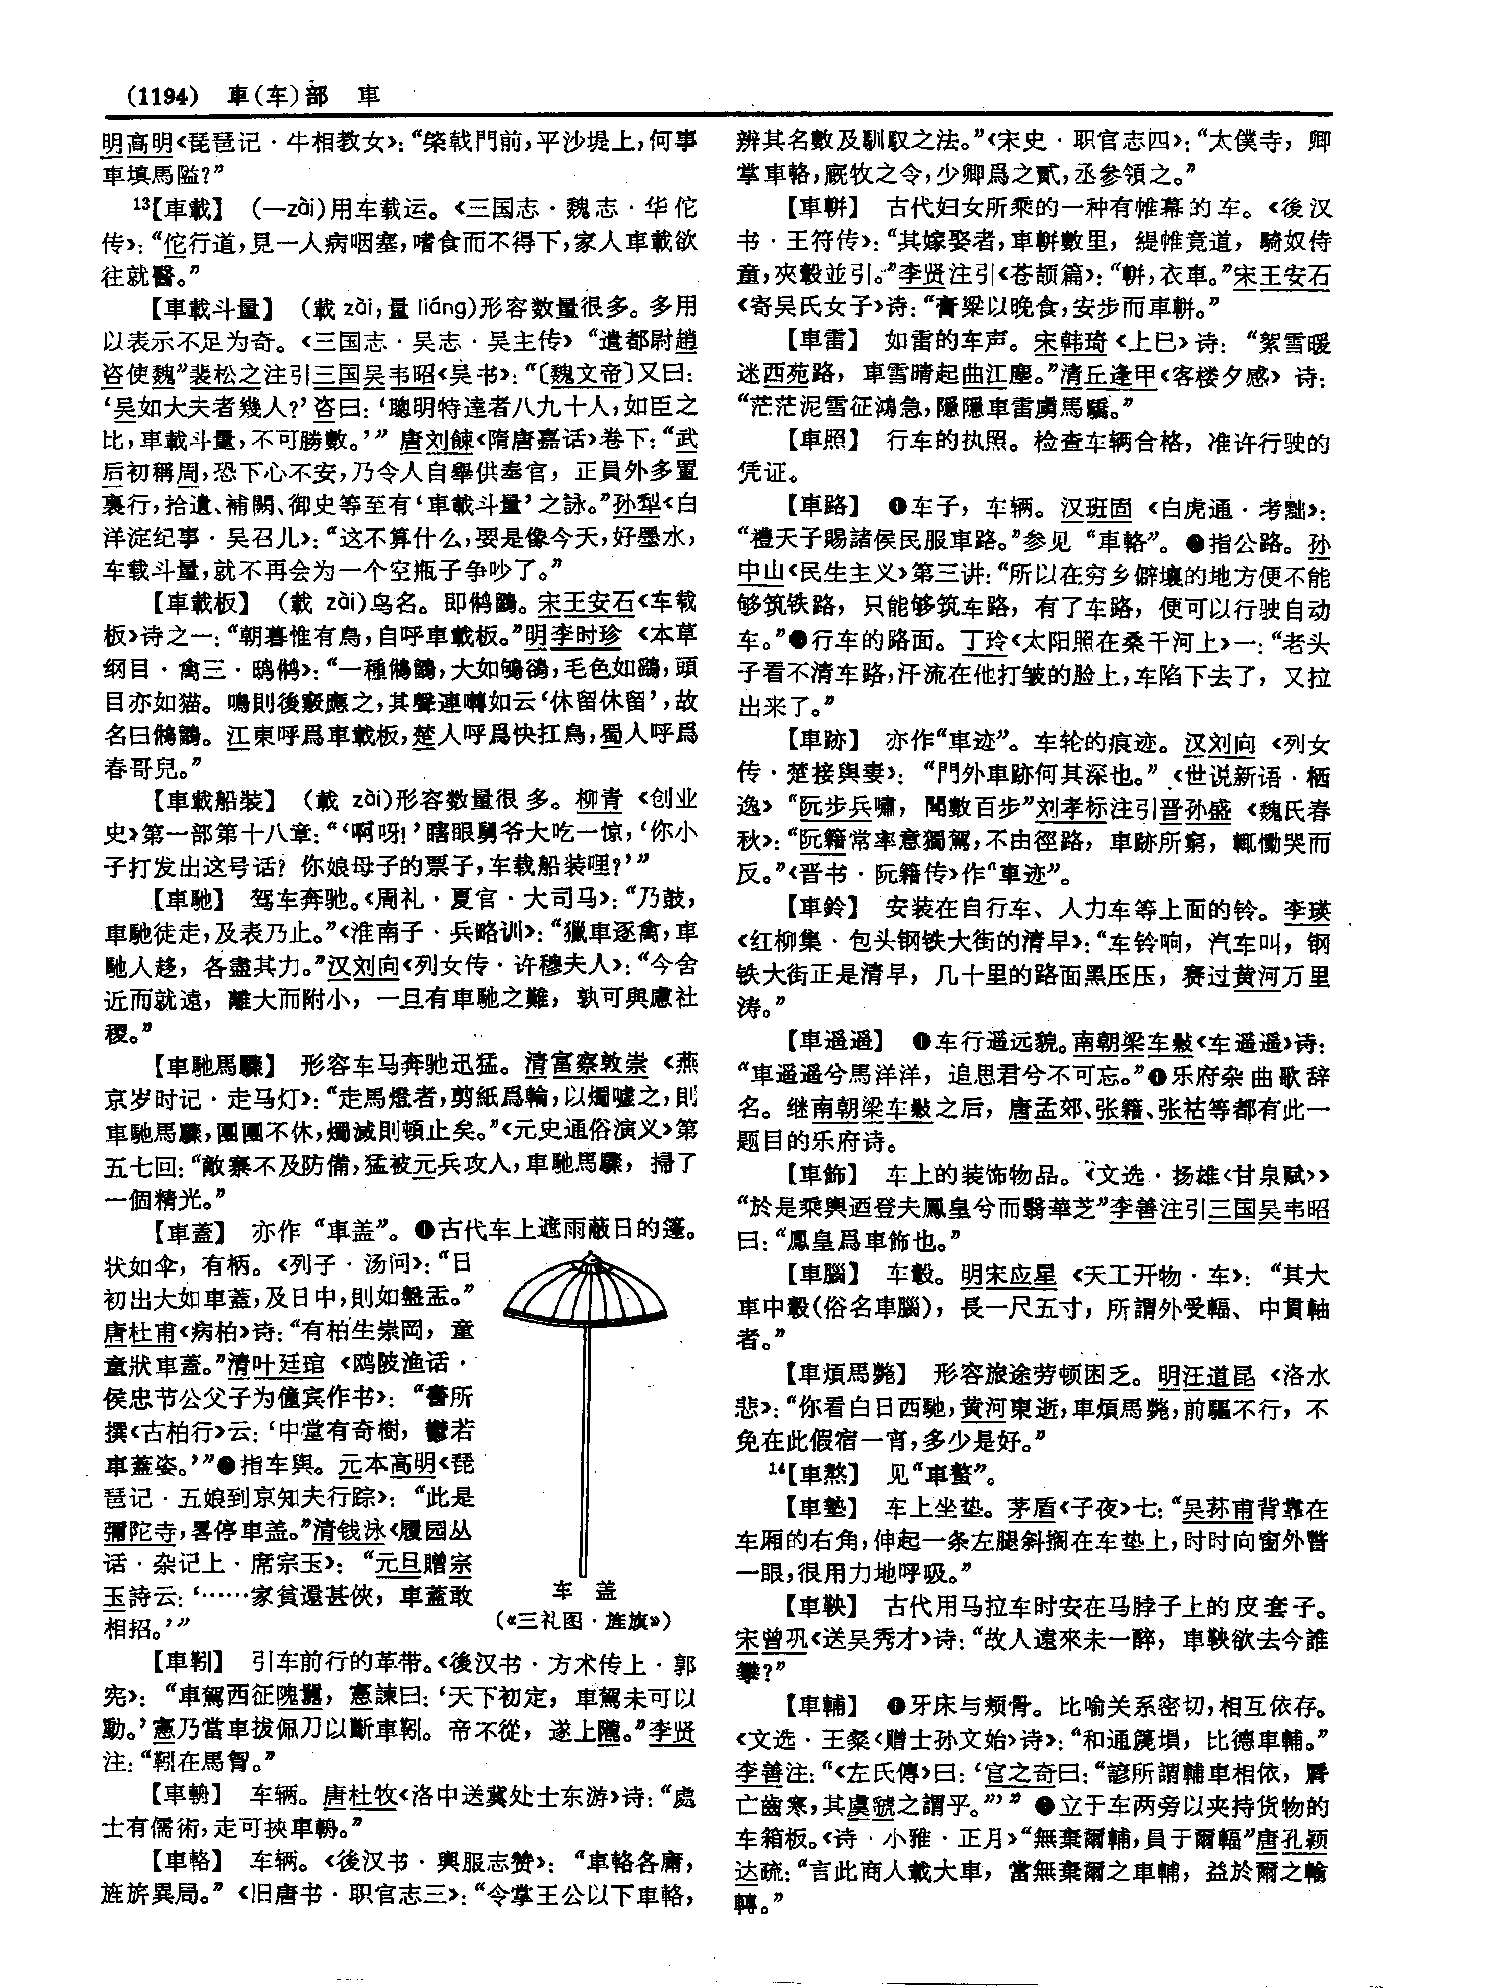 (1194) 車(车)部 車
明高明《琵琶记·牛相教女》：“棨戟門前，平沙堤上，何事
車填馬隘？”
13【車載】 (—zài)用车载运。《三国志·魏志·华佗
传》：“佗行道，見一人病咽塞，嗜食而不得下，家人車載欲
往就醫。”
【車載斗量】 (載 zài，量 liáng)形容数量很多。多用
以表示不足为奇。《三国志·吴志·吴主传》“遣都尉趙
咨使魏”裴松之注引三国吴韦昭《吴书》：“〔魏文帝〕又曰：
‘吴如大夫者幾人？’咨曰：‘聰明特達者八九十人，如臣之
比，車載斗量，不可勝數。’” 唐刘餗《隋唐嘉话》卷下：“武
后初稱周，恐下心不安，乃令人自舉供奉官，正員外多置
裏行，拾遺、補闕、御史等至有‘車載斗量’之詠。”孙犁《白
洋淀纪事·吴召儿》：“这不算什么，要是像今天，好墨水，
车载斗量，就不再会为一个空瓶子争吵了。”
【車載板】 (載 zài)鸟名。即鸺鹠。宋王安石《车载
板》诗之一：“朝暮惟有鳥，自呼車載板。”明李时珍《本草
纲目·禽三·鸱鸺》：“一種鵂鶹，大如鴝鵒，毛色如鷂，頭
目亦如猫。鳴則後竅應之，其聲連囀如云‘休留休留’，故
名曰鵂鶹。江東呼爲車載板，楚人呼爲快扛鳥，蜀人呼爲
春哥兒。”
【車載船裝】 (載 zài)形容数量很多。柳青《创业
史》第一部第十八章：“‘啊呀！’瞎眼舅爷大吃一惊，‘你小
子打发出这号话？你娘母子的票子，车载船装哩？’”
【車馳】 驾车奔驰。《周礼·夏官·大司马》：“乃鼓，
車馳徒走，及表乃止。”《淮南子·兵略训》：“獵車逐禽，車
馳人趍，各盡其力。”汉刘向《列女传·许穆夫人》：“今舍
近而就遠，離大而附小，一旦有車馳之難，孰可與慮社
稷。”
【車馳馬驟】 形容车马奔驰迅猛。清富察敦崇《燕
京岁时记·走马灯》：“走馬燈者，剪紙爲輪，以燭嘘之，則
車馳馬驟，團團不休，燭滅則頓止矣。”《元史通俗演义》第
五七回：“敵寨不及防備，猛被元兵攻入，車馳馬驟，掃了
一個精光。”
【車蓋】 亦作“車盖”。❶古代车上遮雨蔽日的篷。
状如伞，有柄。《列子·汤问》：“日
初出大如車蓋，及日中，則如盤盂。”
唐杜甫《病柏》诗：“有柏生崇岡，童
童狀車蓋。”清叶廷琯《鸥陂渔话·
侯忠节公父子为僮宾作书》：“書所
撰《古柏行》云：‘中堂有奇樹，鬱若
車蓋姿。’”❷指车舆。元本高明《琵
琶记·五娘到京知夫行踪》：“此是
彌陀寺，畧停車盖。”清钱泳《履园丛
话·杂记上·席宗玉》：“元旦贈宗
玉詩云：‘……家貧還甚俠，車蓋敢
相招。’”
车 盖
(《三礼图·旌旗》)
【車靷】 引车前行的革带。《後汉书·方术传上·郭
宪》：“車駕西征隗囂，憲諫曰：‘天下初定，車駕未可以
動。’憲乃當車拔佩刀以斷車靷。帝不從，遂上隴。”李贤
注：“靷在馬胷。”
【車軬】 车辆。唐杜牧《洛中送冀处士东游》诗：“處
士有儒術，走可挾車軬。”
【車輅】 车辆。《後汉书·舆服志赞》：“車輅各庸，
旌旂異局。”《旧唐书·职官志三》：“令掌王公以下車輅，
辨其名數及馴馭之法。”《宋史·职官志四》：“太僕寺，卿
掌車輅，厩牧之令，少卿爲之貳，丞参領之。”
【車軿】 古代妇女所乘的一种有帷幕的车。《後汉
书·王符传》：“其嫁娶者，車軿數里，緹帷竟道，騎奴侍
童，夾轂並引。”李贤注引《苍颉篇》：“軿，衣車。”宋王安石
《寄吴氏女子》诗：“膏粱以晚食，安步而車軿。”
【車雷】 如雷的车声。宋韩琦《上巳》诗：“絮雪暖
迷西苑路，車雪晴起曲江塵。”清丘逢甲《客楼夕感》诗：
“茫茫泥雪征鴻急，隱隱車雷虜馬驕。”
【車照】 行车的执照。检查车辆合格，准许行驶的
凭证。
【車路】 ❶车子，车辆。汉班固《白虎通·考黜》：
“禮天子賜諸侯民服車路。”参见“車輅”。❷指公路。孙
中山《民生主义》第三讲：“所以在穷乡僻壤的地方便不能
够筑铁路，只能够筑车路，有了车路，便可以行驶自动
车。”❸行车的路面。丁玲《太阳照在桑干河上》一：“老头
子看不清车路，汗流在他打皱的脸上，车陷下去了，又拉
出来了。”
【車跡】 亦作“車迹”。车轮的痕迹。汉刘向《列女
传·楚接舆妻》：“門外車跡何其深也。”《世说新语·栖
逸》“阮步兵嘯，聞數百步”刘孝标注引晋孙盛《魏氏春
秋》：“阮籍常率意獨駕，不由徑路，車跡所窮，輒慟哭而
反。”《晋书·阮籍传》作“車迹”。
【車鈴】 安装在自行车、人力车等上面的铃。李瑛
《红柳集·包头钢铁大街的清早》：“车铃响，汽车叫，钢
铁大街正是清早，几十里的路面黑压压，赛过黄河万里
涛。”
【車遥遥】 ❶车行遥远貌。南朝梁车𣀘《车遥遥》诗：
“車遥遥兮馬洋洋，追思君兮不可忘。”❷乐府杂曲歌辞
名。继南朝梁车𣀘之后，唐孟郊、张籍、张祜等都有此一
题目的乐府诗。
【車飾】 车上的装饰物品。《文选·扬雄〈甘泉赋〉》
“於是乘輿迺登夫鳳皇兮而翳華芝”李善注引三国吴韦昭
曰：“鳳皇爲車飾也。”
【車腦】 车毂。明宋应星《天工开物·车》：“其大
車中轂(俗名車腦)，長一尺五寸，所謂外受輻、中貫軸
者。”
【車煩馬斃】 形容旅途劳顿困乏。明汪道昆《洛水
悲》：“你看白日西馳，黄河東逝，車煩馬斃，前驅不行，不
免在此假宿一宵，多少是好。”
14【車熬】 见“車螯”。
【車墊】 车上坐垫。茅盾《子夜》七：“吴荪甫背靠在
车厢的右角，伸起一条左腿斜搁在车垫上，时时向窗外瞥
一眼，很用力地呼吸。”
【車鞅】 古代用马拉车时安在马脖子上的皮套子。
宋曾巩《送吴秀才》诗：“故人遠來未一醉，車鞅欲去今誰
攀？”
【車輔】 ❶牙床与颊骨。比喻关系密切，相互依存。
《文选·王粲〈赠士孙文始〉诗》：“和通篪塤，比德車輔。”
李善注：“《左氏傳》曰：‘宫之奇曰：“諺所謂輔車相依，脣
亡齒寒，其虞虢之謂乎。”’” ❷立于车两旁以夹持货物的
车箱板。《诗·小雅·正月》“無棄爾輔，員于爾輻”唐孔颖
达疏：“言此商人載大車，當無棄爾之車輔，益於爾之輪
轉。”